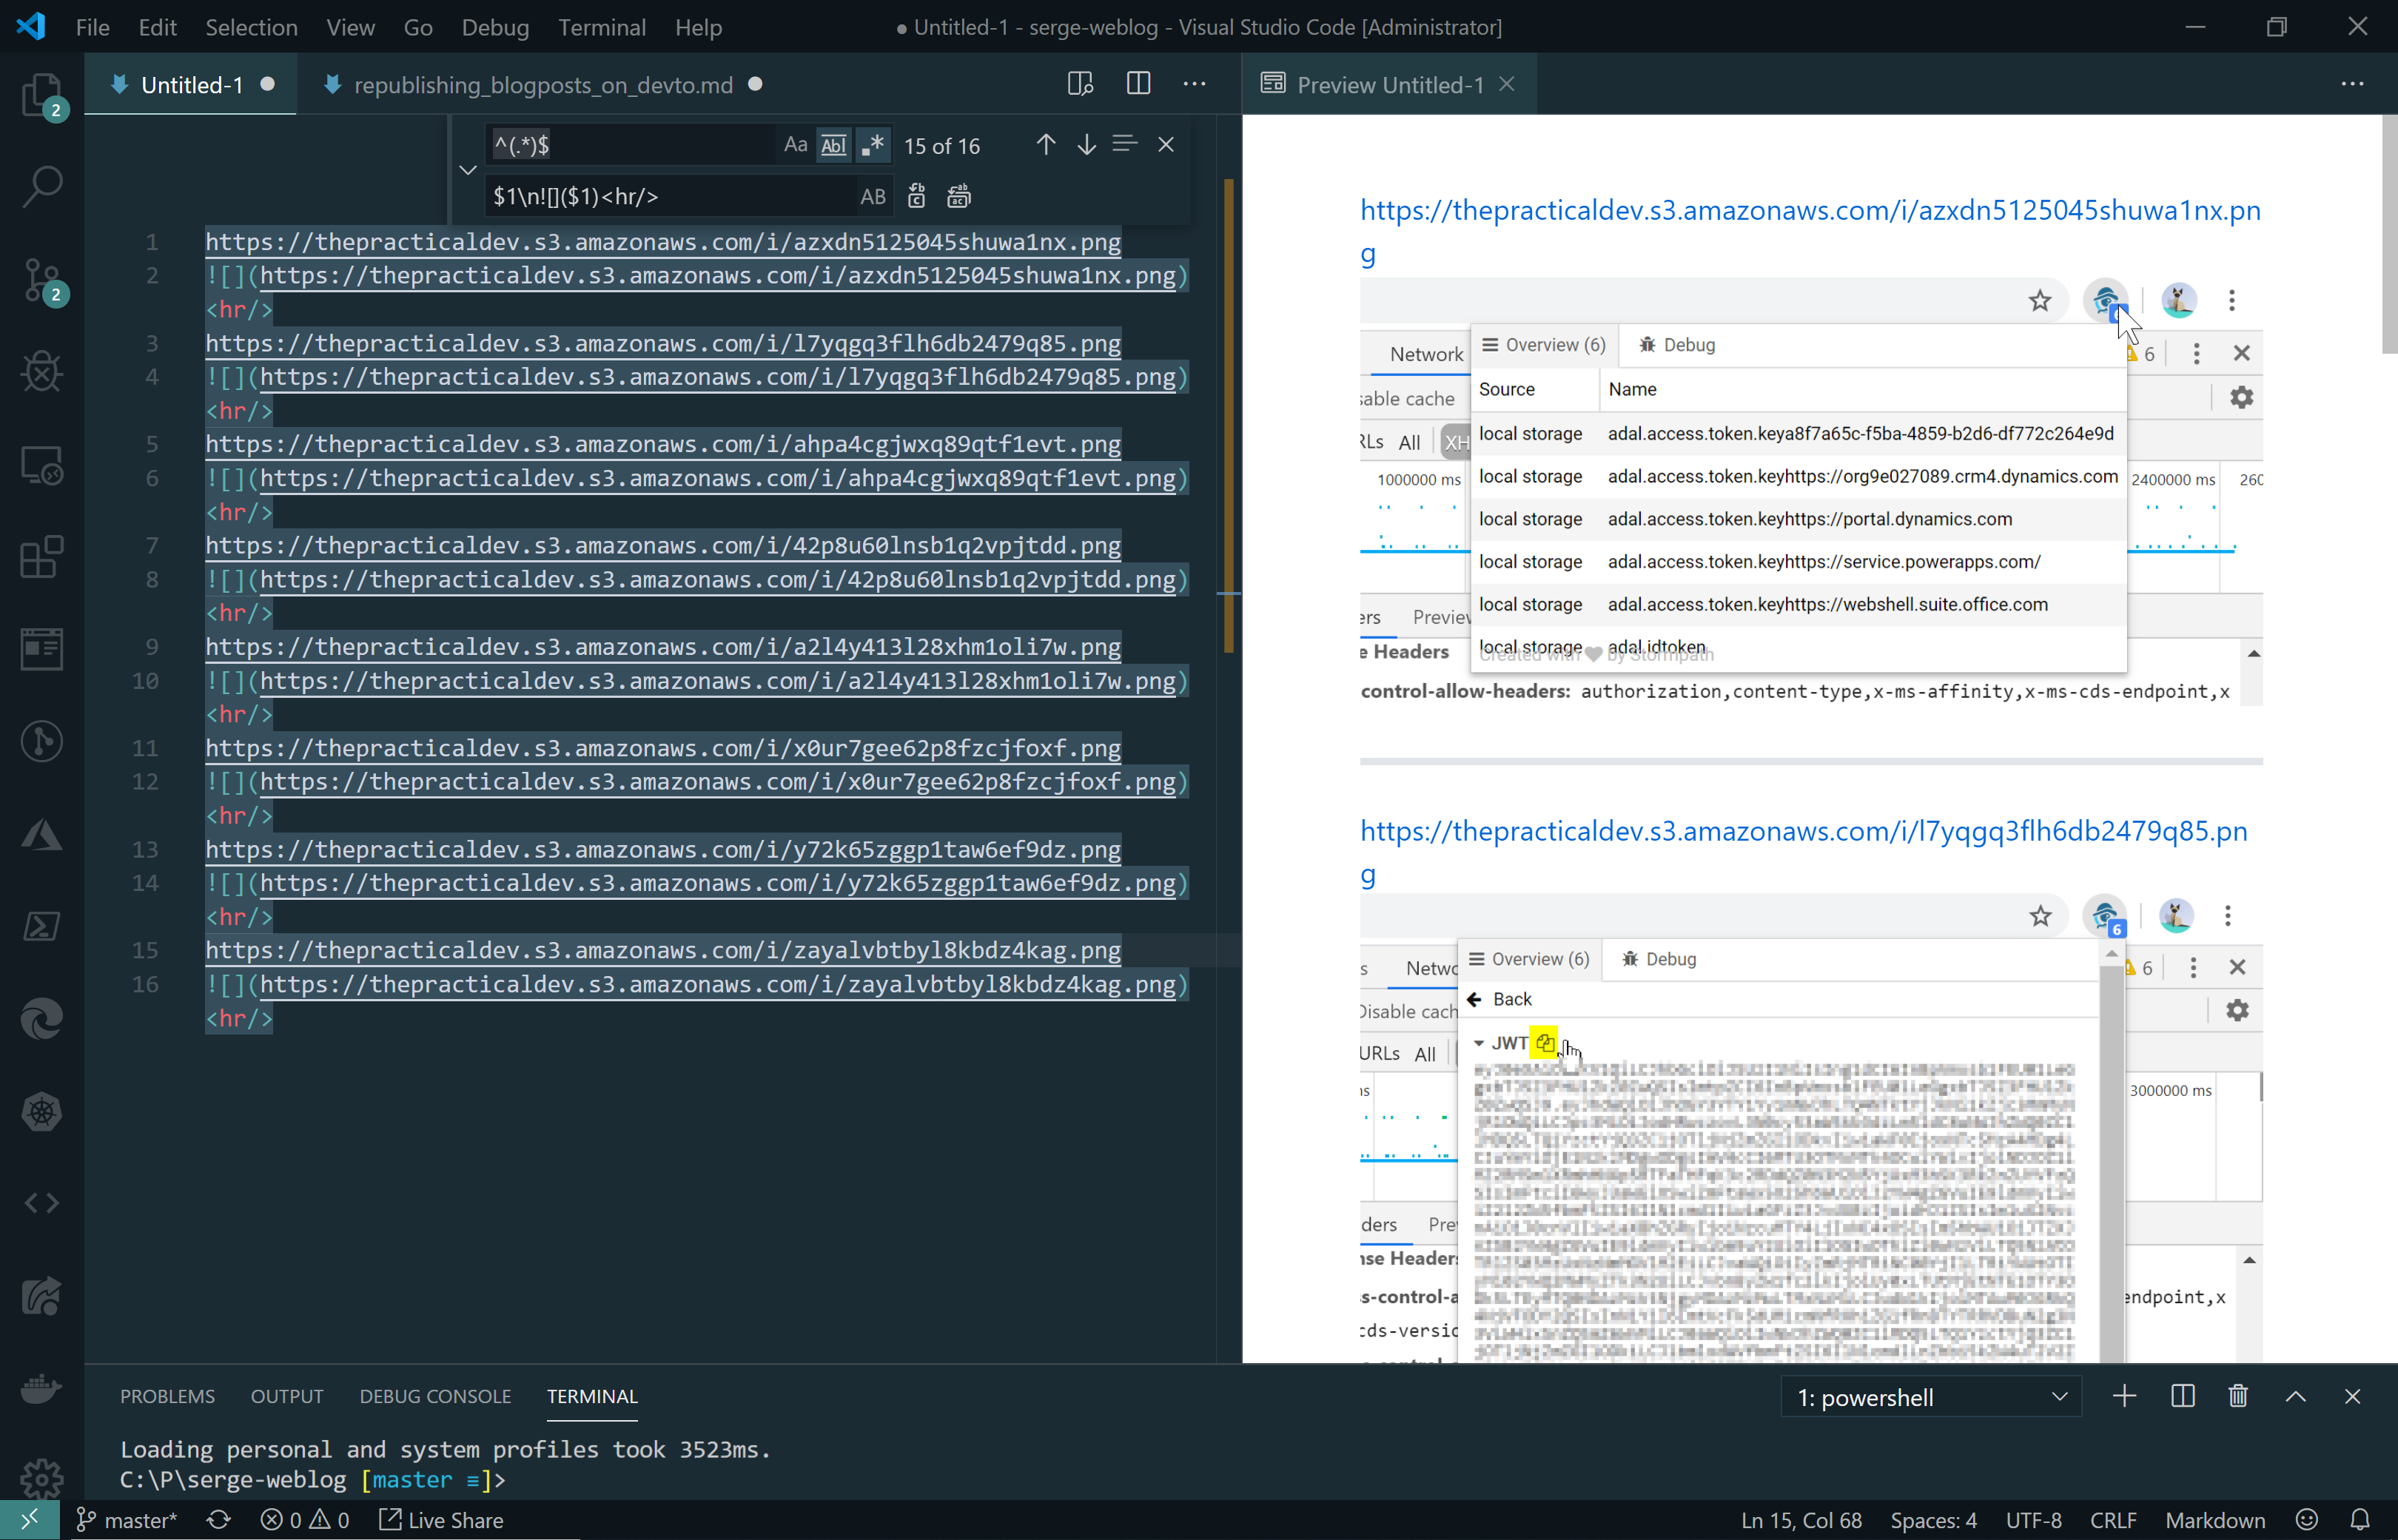 File Edit Selection View Go Debug Terminal Help
● Untitled-1 - serge-weblog - Visual Studio Code [Administrator]
Untitled-1 republishing_blogposts_on_devto.md
Preview Untitled-1
2
2
^(.*)$ Aa Abl .* 15 of 16
$1\n![]($1)<hr/> AB
1 https://thepracticaldev.s3.amazonaws.com/i/azxdn5125045shuwa1nx.png
2 ![](https://thepracticaldev.s3.amazonaws.com/i/azxdn5125045shuwa1nx.png)
<hr/>
3 https://thepracticaldev.s3.amazonaws.com/i/l7yqgq3flh6db2479q85.png
4 ![](https://thepracticaldev.s3.amazonaws.com/i/l7yqgq3flh6db2479q85.png)
<hr/>
5 https://thepracticaldev.s3.amazonaws.com/i/ahpa4cgjwxq89qtf1evt.png
6 ![](https://thepracticaldev.s3.amazonaws.com/i/ahpa4cgjwxq89qtf1evt.png)
<hr/>
7 https://thepracticaldev.s3.amazonaws.com/i/42p8u60lnsb1q2vpjtdd.png
8 ![](https://thepracticaldev.s3.amazonaws.com/i/42p8u60lnsb1q2vpjtdd.png)
<hr/>
9 https://thepracticaldev.s3.amazonaws.com/i/a2l4y413l28xhm1oli7w.png
10 ![](https://thepracticaldev.s3.amazonaws.com/i/a2l4y413l28xhm1oli7w.png)
<hr/>
11 https://thepracticaldev.s3.amazonaws.com/i/x0ur7gee62p8fzcjfoxf.png
12 ![](https://thepracticaldev.s3.amazonaws.com/i/x0ur7gee62p8fzcjfoxf.png)
<hr/>
13 https://thepracticaldev.s3.amazonaws.com/i/y72k65zggp1taw6ef9dz.png
14 ![](https://thepracticaldev.s3.amazonaws.com/i/y72k65zggp1taw6ef9dz.png)
<hr/>
15 https://thepracticaldev.s3.amazonaws.com/i/zayalvbtbyl8kbdz4kag.png
16 ![](https://thepracticaldev.s3.amazonaws.com/i/zayalvbtbyl8kbdz4kag.png)
<hr/>
https://thepracticaldev.s3.amazonaws.com/i/azxdn5125045shuwa1nx.pn
g
Network Overview (6) Debug 6
Source Name
sable cache
RLs All XH local storage adal.access.token.keya8f7a65c-f5ba-4859-b2d6-df772c264e9d
1000000 ms local storage adal.access.token.keyhttps://org9e027089.crm4.dynamics.com 2400000 ms 260
local storage adal.access.token.keyhttps://portal.dynamics.com
local storage adal.access.token.keyhttps://service.powerapps.com/
ers Preview local storage adal.access.token.keyhttps://webshell.suite.office.com
e Headers local storage adal.idtoken
Created with by Stormpath
control-allow-headers: authorization,content-type,x-ms-affinity,x-ms-cds-endpoint,x
https://thepracticaldev.s3.amazonaws.com/i/l7yqgq3flh6db2479q85.pn
g
6
s Netwo Overview (6) Debug 6
Back
Disable cach
JWT
URLs All
ms 3000000 ms
ders Pre
nse Headers
s-control-a endpoint,x
cds-versio
PROBLEMS OUTPUT DEBUG CONSOLE TERMINAL 1: powershell
Loading personal and system profiles took 3523ms.
C:\P\serge-weblog [master ≡]>
master* 0 0 Live Share Ln 15, Col 68 Spaces: 4 UTF-8 CRLF Markdown